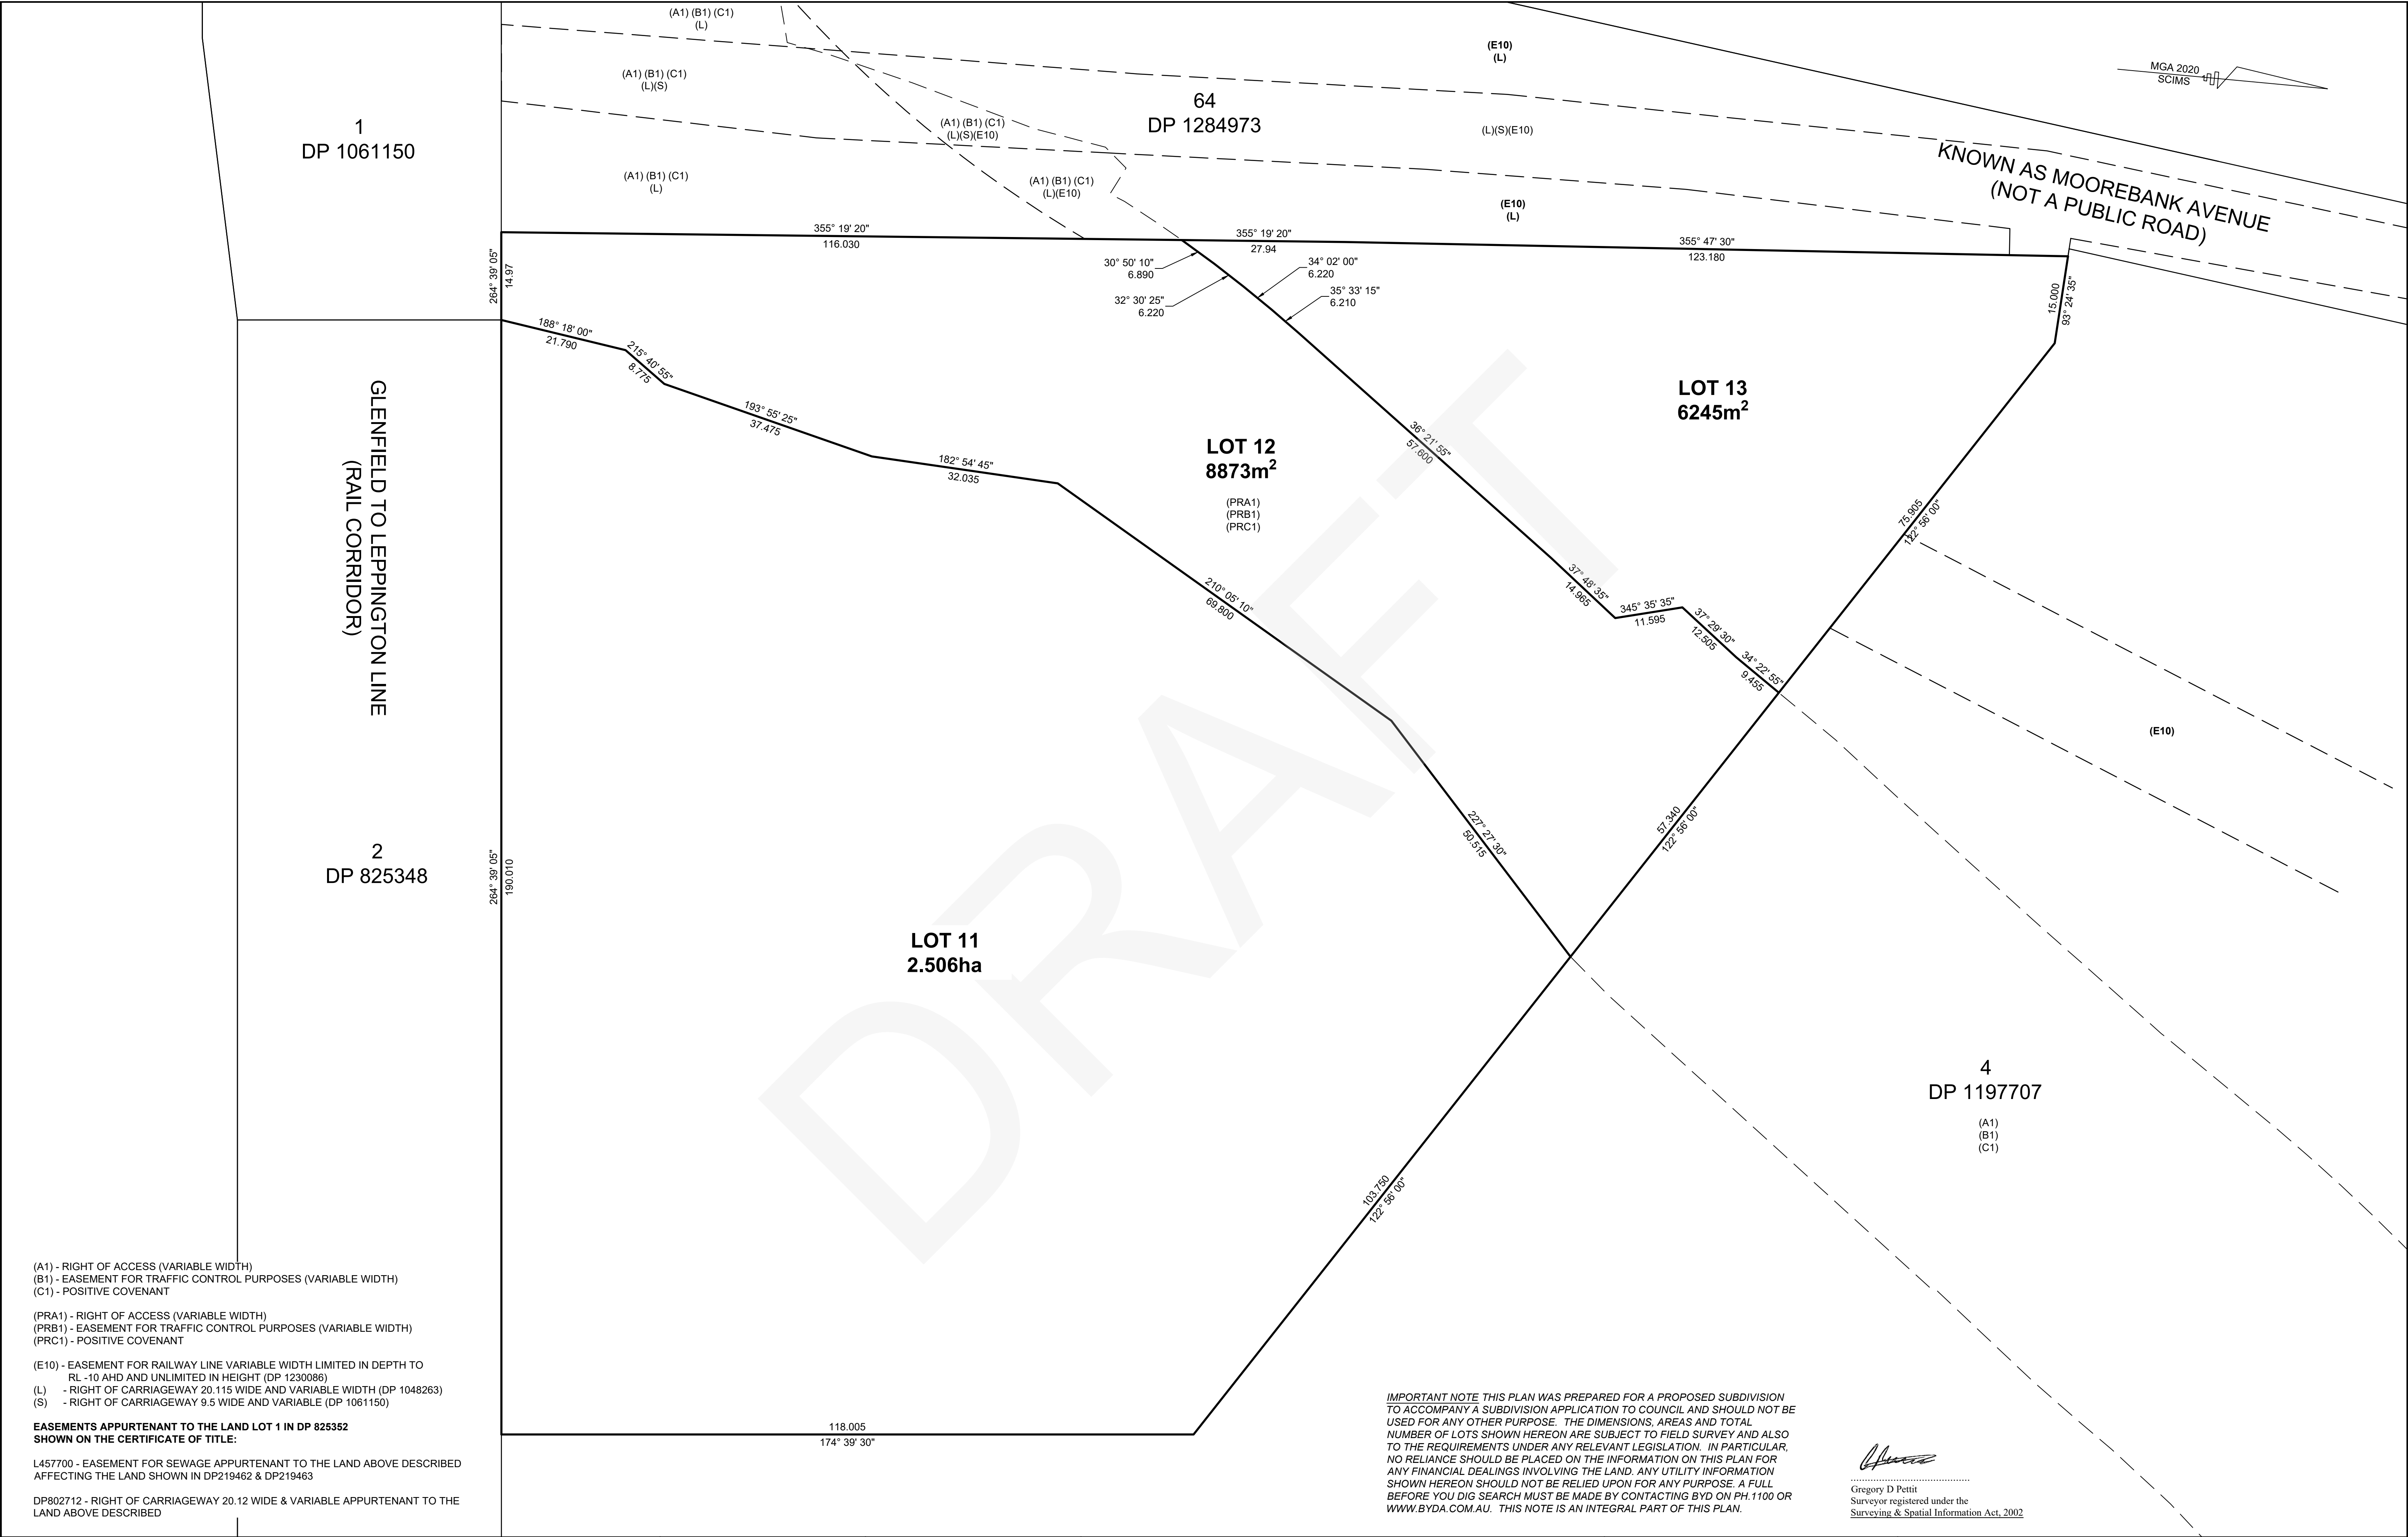 (A1) (B1) (C1)
(L)
(E10)
(L)
MGA 2020
SCIMS
(A1) (B1) (C1)
(L)(S)
64
DP 1284973
1
DP 1061150
(A1) (B1) (C1)
(L)(S)(E10)
(L)(S)(E10)
KNOWN AS MOOREBANK AVENUE
(NOT A PUBLIC ROAD)
(A1) (B1) (C1)
(L)
(A1) (B1) (C1)
(L)(E10)
(E10)
(L)
355° 19' 20"
116.030
355° 19' 20"
27.94
355° 47' 30"
123.180
264° 39' 05"
14.97
30° 50' 10"
6.890
34° 02' 00"
6.220
32° 30' 25"
6.220
35° 33' 15"
6.210
15.000
93° 24' 35"
188° 18' 00"
21.790
215° 40' 55"
8.775
193° 55' 25"
37.475
182° 54' 45"
32.035
LOT 13
6245m²
LOT 12
8873m²
(PRA1)
(PRB1)
(PRC1)
36° 21' 55"
57.600
75.905
122° 56' 00"
GLENFIELD TO LEPPINGTON LINE
(RAIL CORRIDOR)
210° 05' 10"
69.800
37° 48' 35"
14.965
345° 35' 35"
11.595
37° 29' 30"
12.505
34° 22' 55"
9.455
(E10)
DRAFT
227° 27' 30"
50.515
57.340
122° 56' 00"
2
DP 825348
264° 39' 05"
190.010
LOT 11
2.506ha
4
DP 1197707
(A1)
(B1)
(C1)
103.750
122° 56' 00"
118.005
174° 39' 30"
(A1) - RIGHT OF ACCESS (VARIABLE WIDTH)
(B1) - EASEMENT FOR TRAFFIC CONTROL PURPOSES (VARIABLE WIDTH)
(C1) - POSITIVE COVENANT
(PRA1) - RIGHT OF ACCESS (VARIABLE WIDTH)
(PRB1) - EASEMENT FOR TRAFFIC CONTROL PURPOSES (VARIABLE WIDTH)
(PRC1) - POSITIVE COVENANT
(E10) - EASEMENT FOR RAILWAY LINE VARIABLE WIDTH LIMITED IN DEPTH TO
RL -10 AHD AND UNLIMITED IN HEIGHT (DP 1230086)
(L) - RIGHT OF CARRIAGEWAY 20.115 WIDE AND VARIABLE WIDTH (DP 1048263)
(S) - RIGHT OF CARRIAGEWAY 9.5 WIDE AND VARIABLE (DP 1061150)
EASEMENTS APPURTENANT TO THE LAND LOT 1 IN DP 825352
SHOWN ON THE CERTIFICATE OF TITLE:
L457700 - EASEMENT FOR SEWAGE APPURTENANT TO THE LAND ABOVE DESCRIBED
AFFECTING THE LAND SHOWN IN DP219462 & DP219463
DP802712 - RIGHT OF CARRIAGEWAY 20.12 WIDE & VARIABLE APPURTENANT TO THE
LAND ABOVE DESCRIBED
IMPORTANT NOTE THIS PLAN WAS PREPARED FOR A PROPOSED SUBDIVISION
TO ACCOMPANY A SUBDIVISION APPLICATION TO COUNCIL AND SHOULD NOT BE
USED FOR ANY OTHER PURPOSE. THE DIMENSIONS, AREAS AND TOTAL
NUMBER OF LOTS SHOWN HEREON ARE SUBJECT TO FIELD SURVEY AND ALSO
TO THE REQUIREMENTS UNDER ANY RELEVANT LEGISLATION. IN PARTICULAR,
NO RELIANCE SHOULD BE PLACED ON THE INFORMATION ON THIS PLAN FOR
ANY FINANCIAL DEALINGS INVOLVING THE LAND. ANY UTILITY INFORMATION
SHOWN HEREON SHOULD NOT BE RELIED UPON FOR ANY PURPOSE. A FULL
BEFORE YOU DIG SEARCH MUST BE MADE BY CONTACTING BYD ON PH.1100 OR
WWW.BYDA.COM.AU. THIS NOTE IS AN INTEGRAL PART OF THIS PLAN.
Gregory D Pettit
Surveyor registered under the
Surveying & Spatial Information Act, 2002